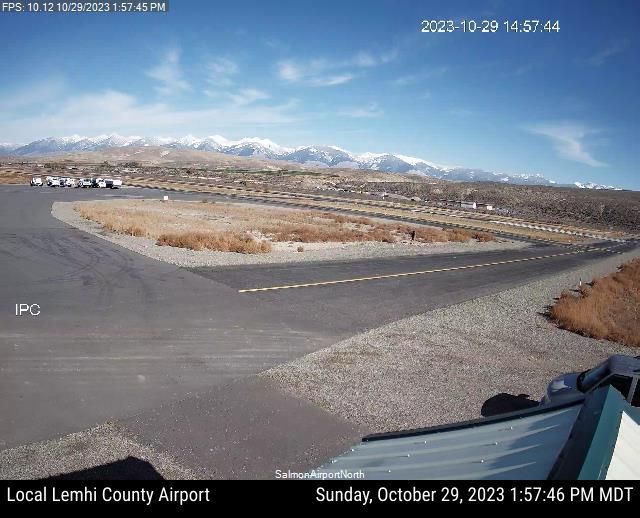 FPS: 10.12 10/29/2023 1:57:45 PM
2023-10-29 14:57:44
IPC
SalmonAirportNorth
Local Lemhi County Airport Sunday, October 29, 2023 1:57:46 PM MDT